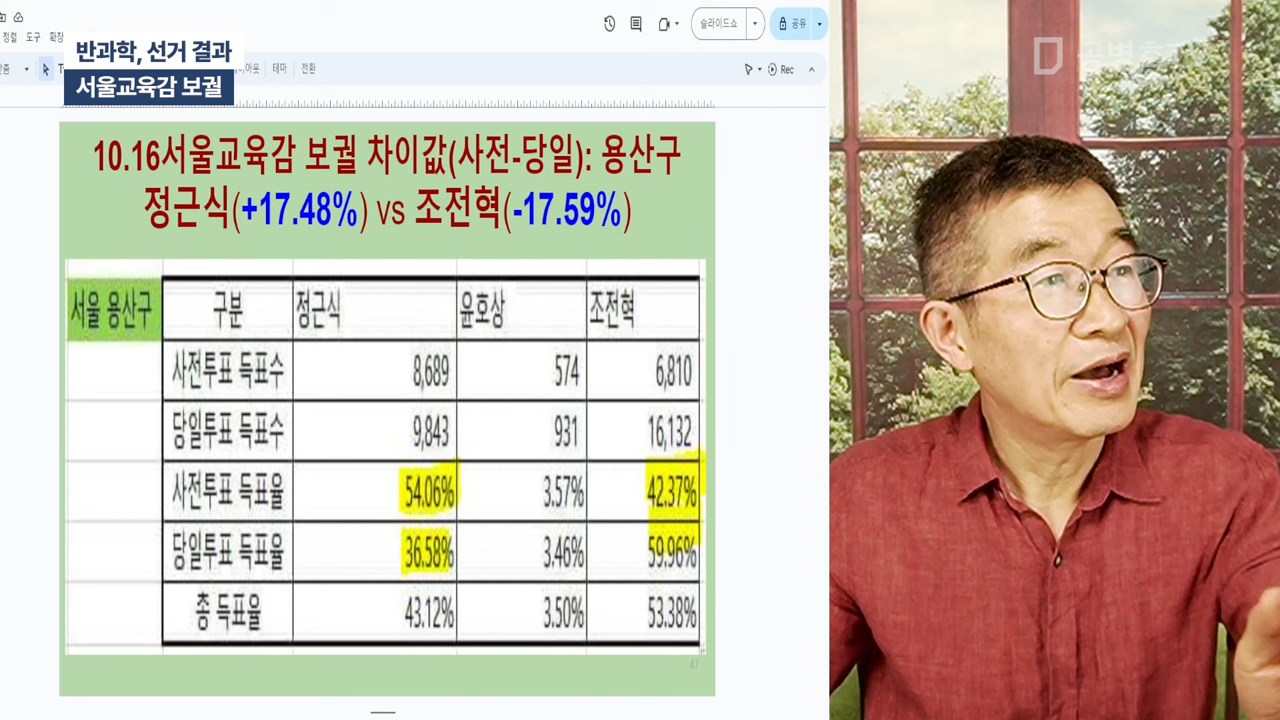 정렬 도구 확장
슬라이드쇼
공유
반과학, 선거 결과
서울교육감 보궐
테마 전환
Rec
10.16서울교육감 보궐 차이값(사전-당일): 용산구
정근식(+17.48%) vs 조전혁(-17.59%)
서울 용산구 구분 정근식 윤호상 조전혁
사전투표 득표수 8,689 574 6,810
당일투표 득표수 9,843 931 16,132
사전투표 득표율 54.06% 3.57% 42.37%
당일투표 득표율 36.58% 3.46% 59.96%
총 득표율 43.12% 3.50% 53.38%
47